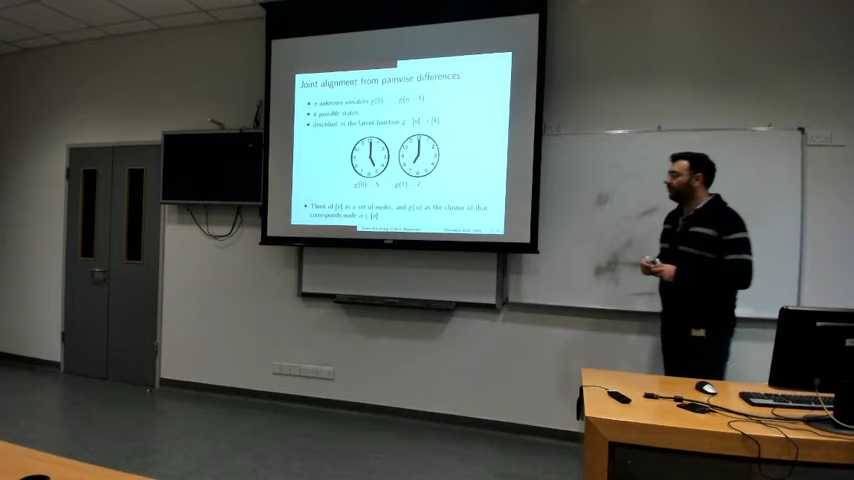 Joint alignment from pairwise differences
n unknown variables g(0) g(n − 1)
k possible states
described in the latent function g : [n] → [k]
g(0) = 5 g(1) = 7
Think of [n] as a set of nodes, and g(u) as the cluster id that
corresponds node u ∈ [n]